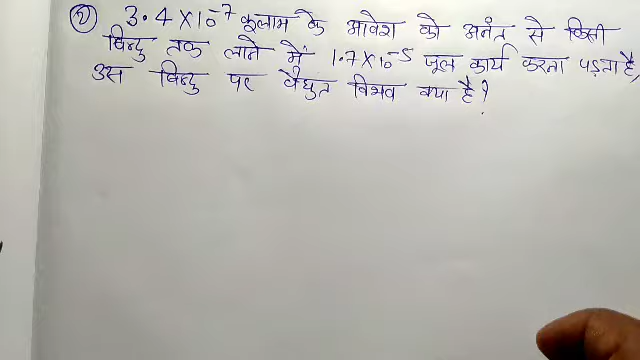 (2) 3.4×10⁻⁷ कूलाम के आवेश को अनंत से किसी
बिन्दु तक लाने में 1.7×10⁻⁵ जूल कार्य करना पड़ता है,
उस बिन्दु पर वैधुत विभव क्या है?